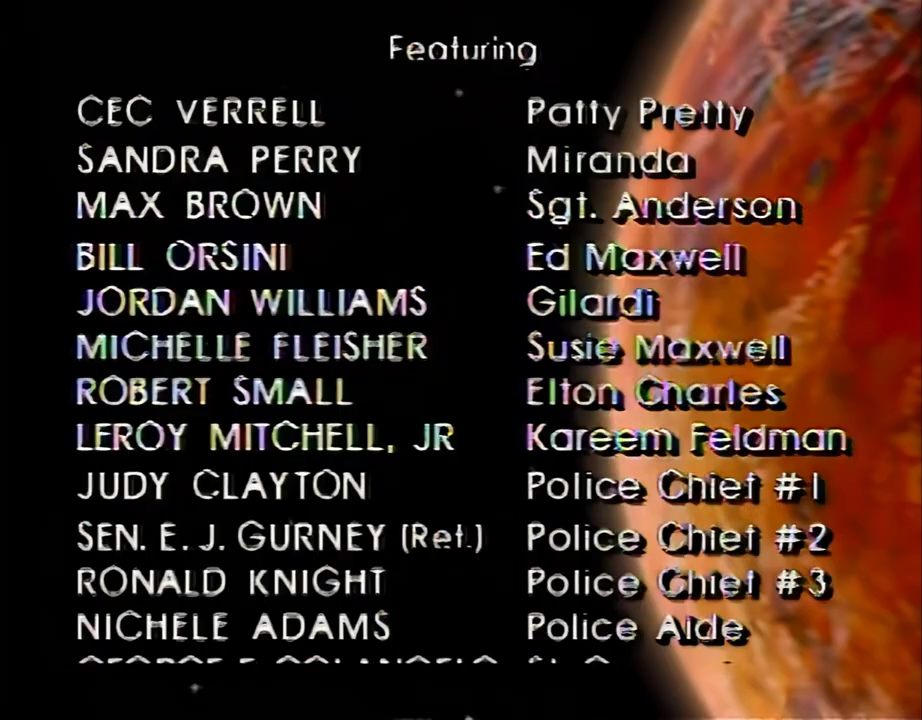 Featuring
CEC VERRELL Patty Pretty
SANDRA PERRY Miranda
MAX BROWN Sgt. Anderson
BILL ORSINI Ed Maxwell
JORDAN WILLIAMS Gilardi
MICHELLE FLEISHER Susie Maxwell
ROBERT SMALL Elton Charles
LEROY MITCHELL, JR Kareem Feldman
JUDY CLAYTON Police Chief #1
SEN. E. J. GURNEY (Ret.) Police Chief #2
RONALD KNIGHT Police Chief #3
NICHELE ADAMS Police Aide